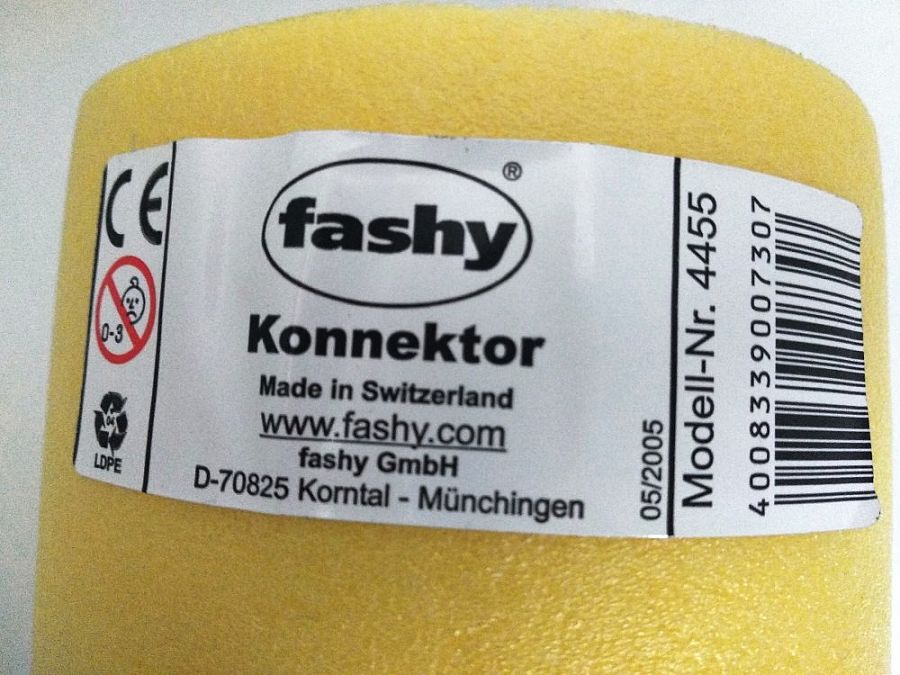 CE
0-3
04
LDPE
fashy®
Konnektor
Made in Switzerland
www.fashy.com
fashy GmbH
D-70825 Korntal - Münchingen
05/2005
Modell-Nr. 4455
4008339007307